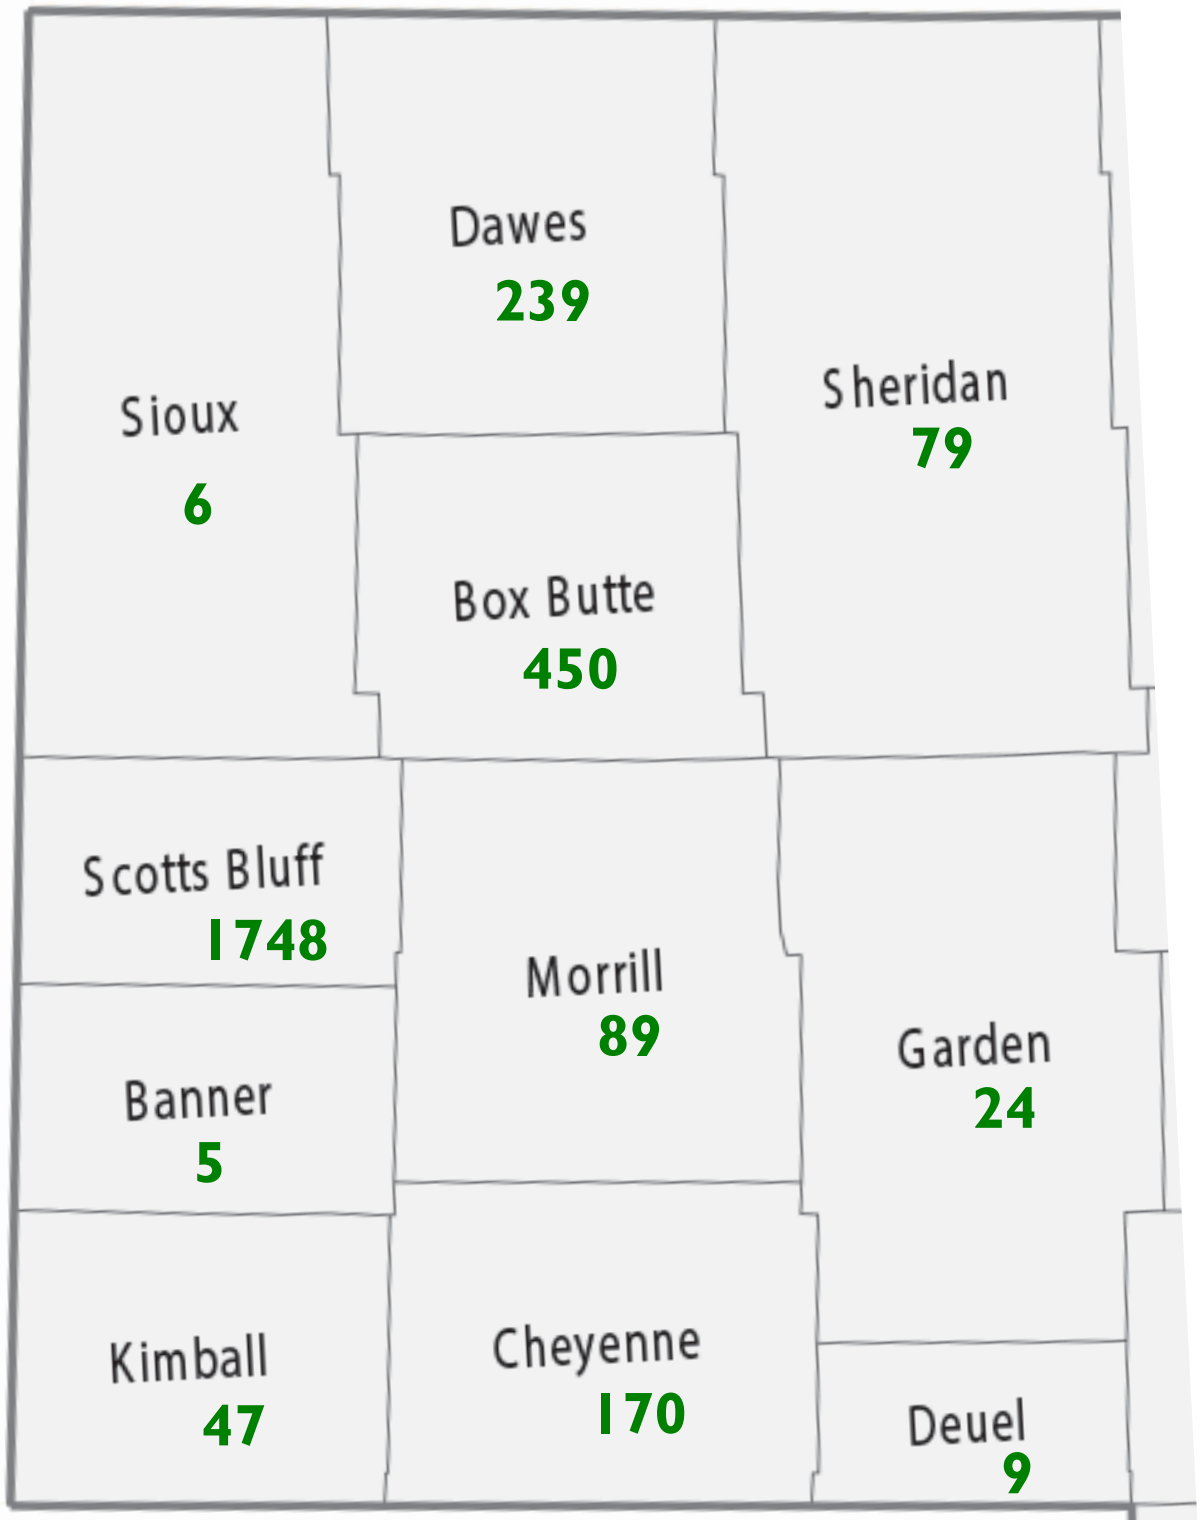 Dawes
239
Sheridan
79
Sioux
6
Box Butte
450
Scotts Bluff
1748
Morrill
89
Garden
24
Banner
5
Kimball
47
Cheyenne
170
Deuel
9